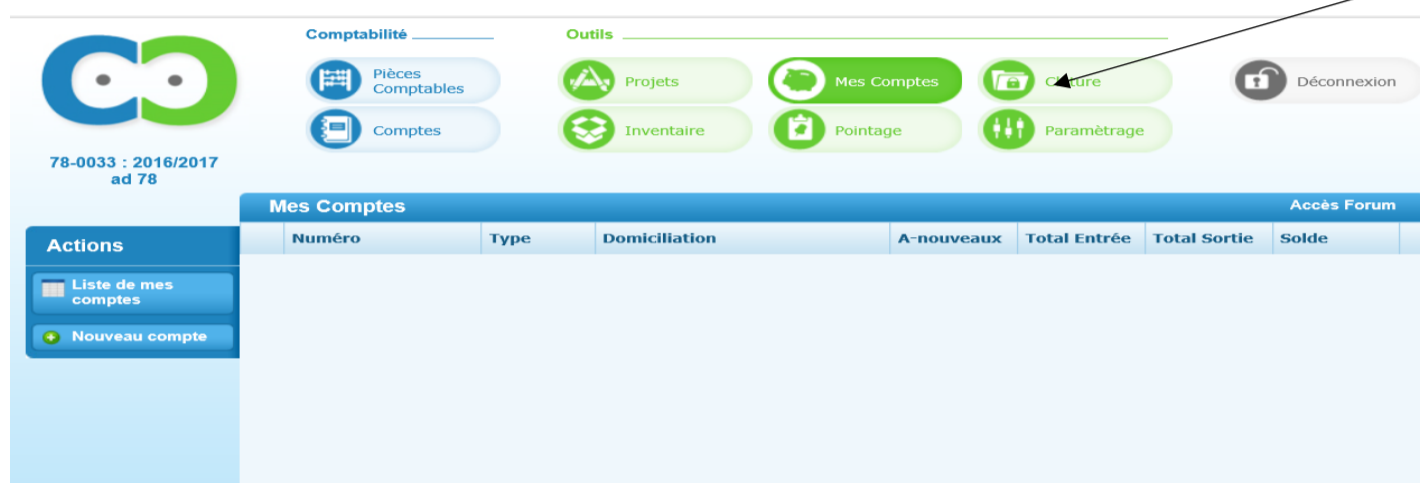 Comptabilité
Outils
Pièces
Comptables
Projets
Mes Comptes
Déconnexion
Comptes
Inventaire
Pointage
Paramètrage
78-0033 : 2016/2017
ad 78
Mes Comptes
Accès Forum
Actions
Numéro
Type
Domiciliation
A-nouveaux
Total Entrée
Total Sortie
Solde
Liste de mes
comptes
Nouveau compte